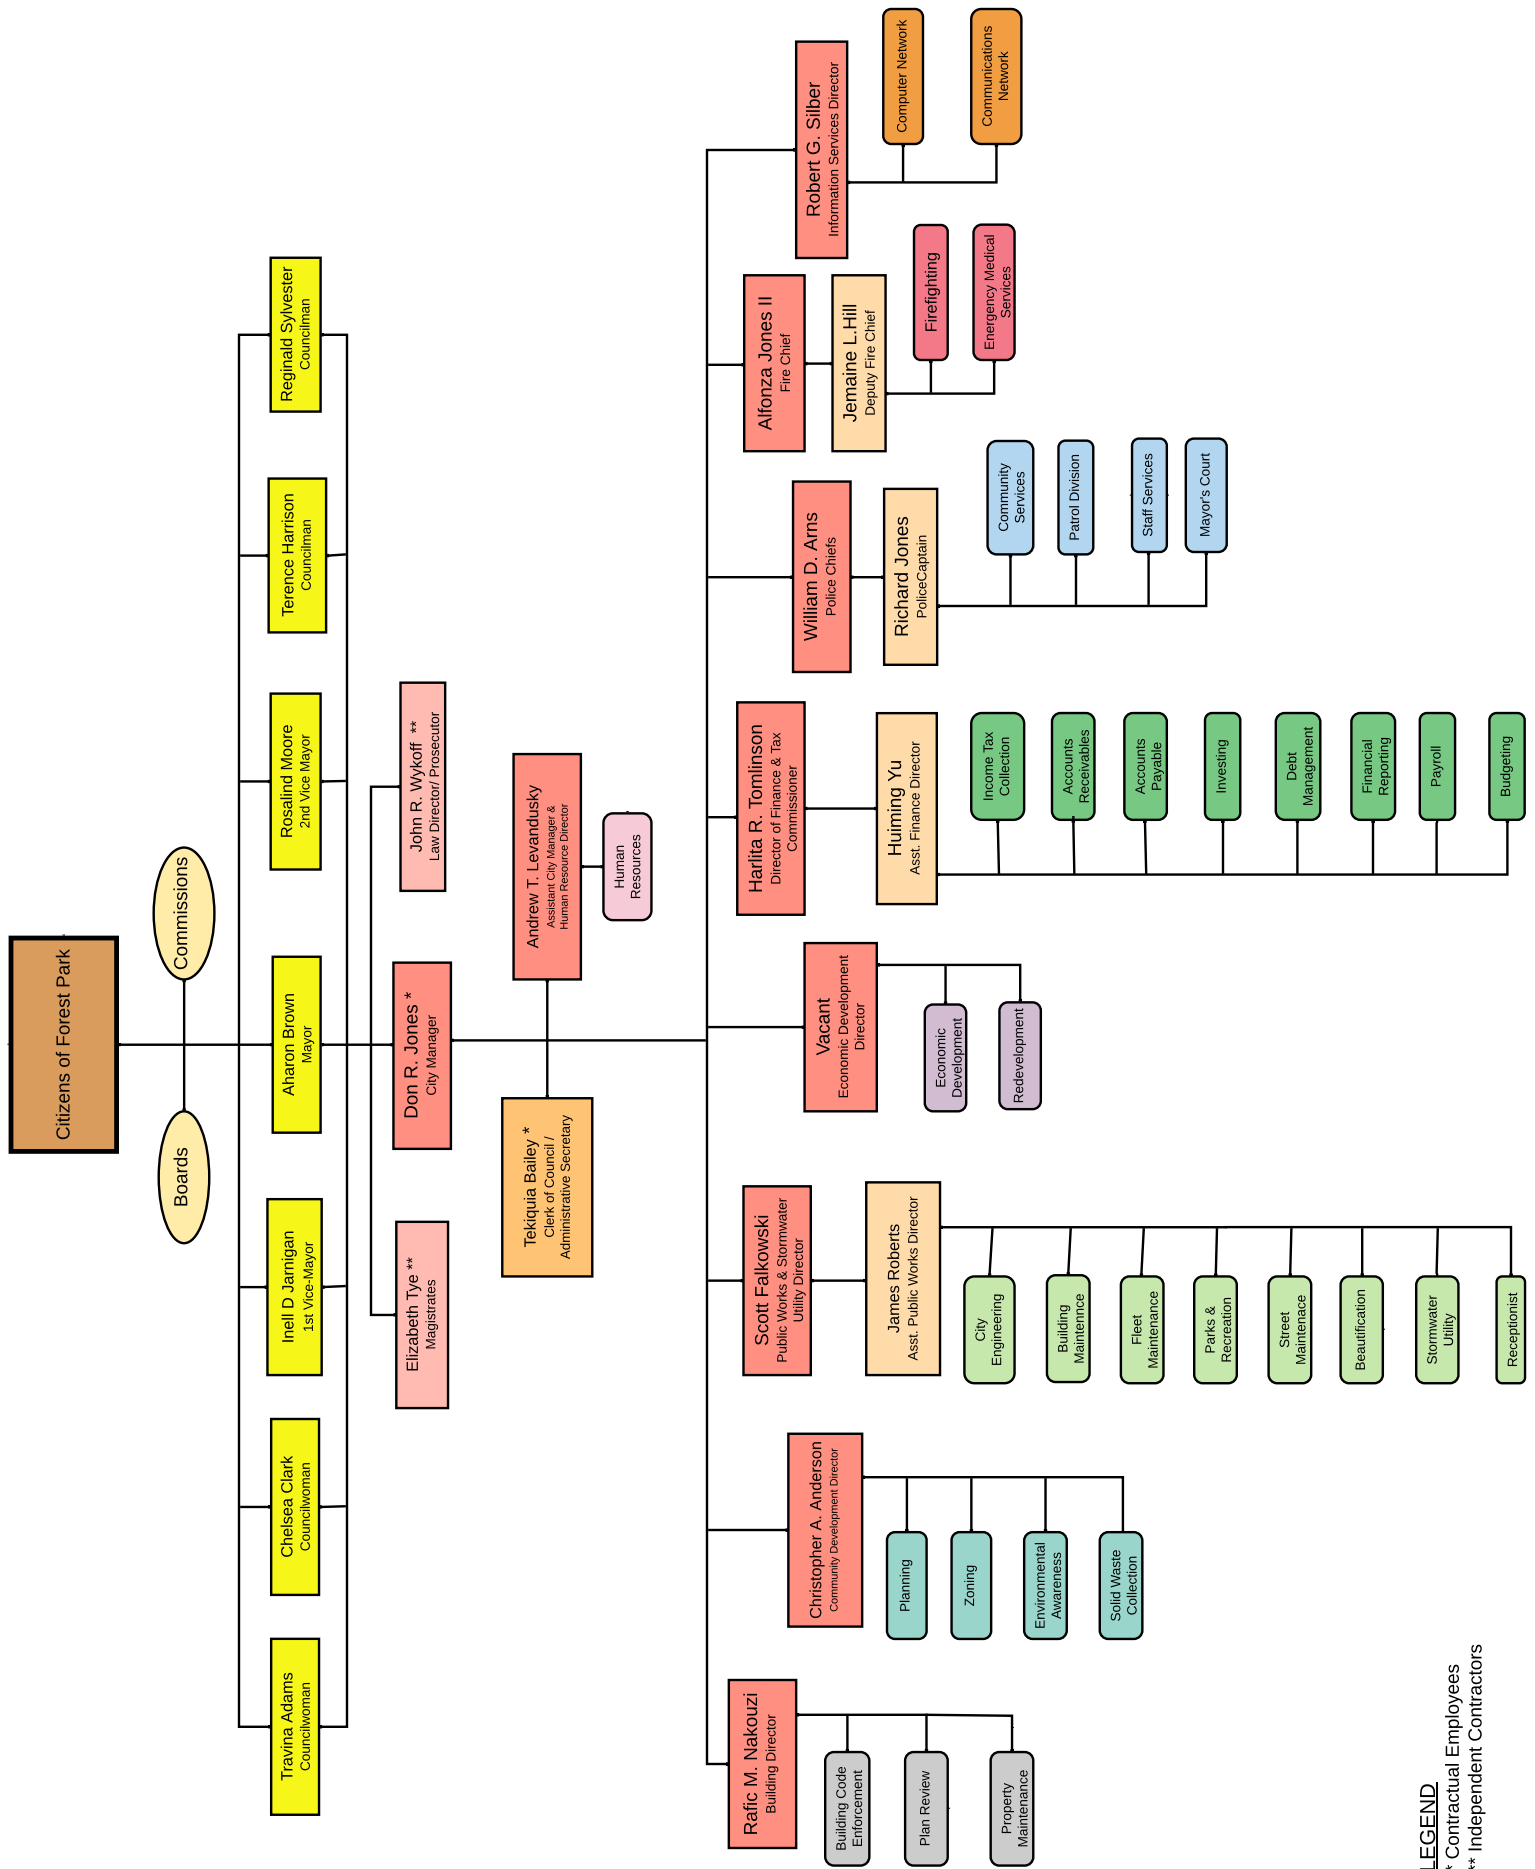 Citizens of Forest Park
Boards
Commissions
Travina Adams
Councilwoman
Chelsea Clark
Councilwoman
Inell D Jarnigan
1st Vice-Mayor
Aharon Brown
Mayor
Rosalind Moore
2nd Vice Mayor
Terence Harrison
Councilman
Reginald Sylvester
Councilman
Elizabeth Tye **
Magistrates
Don R. Jones *
City Manager
John R. Wykoff **
Law Director/ Prosecutor
Tekiquia Bailey *
Clerk of Council /
Administrative Secretary
Andrew T. Levandusky
Assistant City Manager &
Human Resource Director
Human
Resources
Rafic M. Nakouzi
Building Director
Building Code
Enforcement
Plan Review
Property
Maintenance
Christopher A. Anderson
Community Development Director
Planning
Zoning
Environmental
Awareness
Solid Waste
Collection
Scott Falkowski
Public Works & Stormwater
Utility Director
James Roberts
Asst. Public Works Director
City
Engineering
Building
Maintemnce
Fleet
Maintenance
Parks &
Recreation
Street
Maintenace
Beautification
Stormwater
Utility
Receptionist
Vacant
Economic Development
Director
Economic
Development
Redevelopment
Harlita R. Tomlinson
Director of Finance & Tax
Commissioner
Huiming Yu
Asst. Finance Director
Income Tax
Collection
Accounts
Receivables
Accounts
Payable
Investing
Debt
Management
Financial
Reporting
Payroll
Budgeting
William D. Arns
Police Chiefs
Richard Jones
PoliceCaptain
Community
Services
Patrol Division
Staff Services
Mayor's Court
Alfonza Jones II
Fire Chief
Jemaine L.Hill
Deputy Fire Chief
Firefighting
Emergency Medical
Services
Robert G. Silber
Information Services Director
Computer Network
Communications
Network
LEGEND
* Contractual Employees
** Independent Contractors